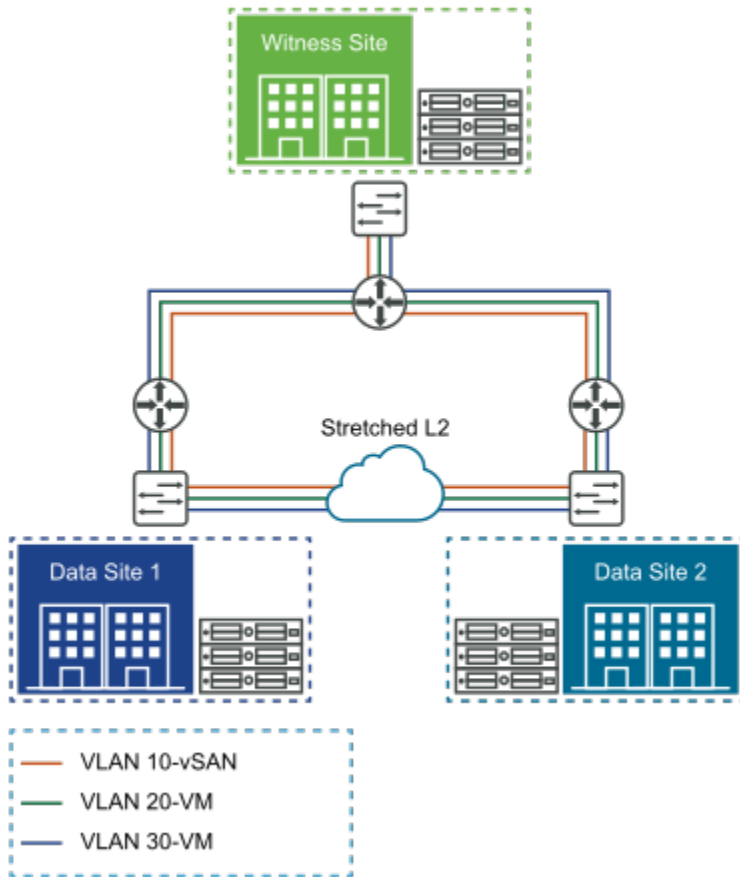 Witness Site
Stretched L2
Data Site 1
Data Site 2
VLAN 10-vSAN
VLAN 20-VM
VLAN 30-VM